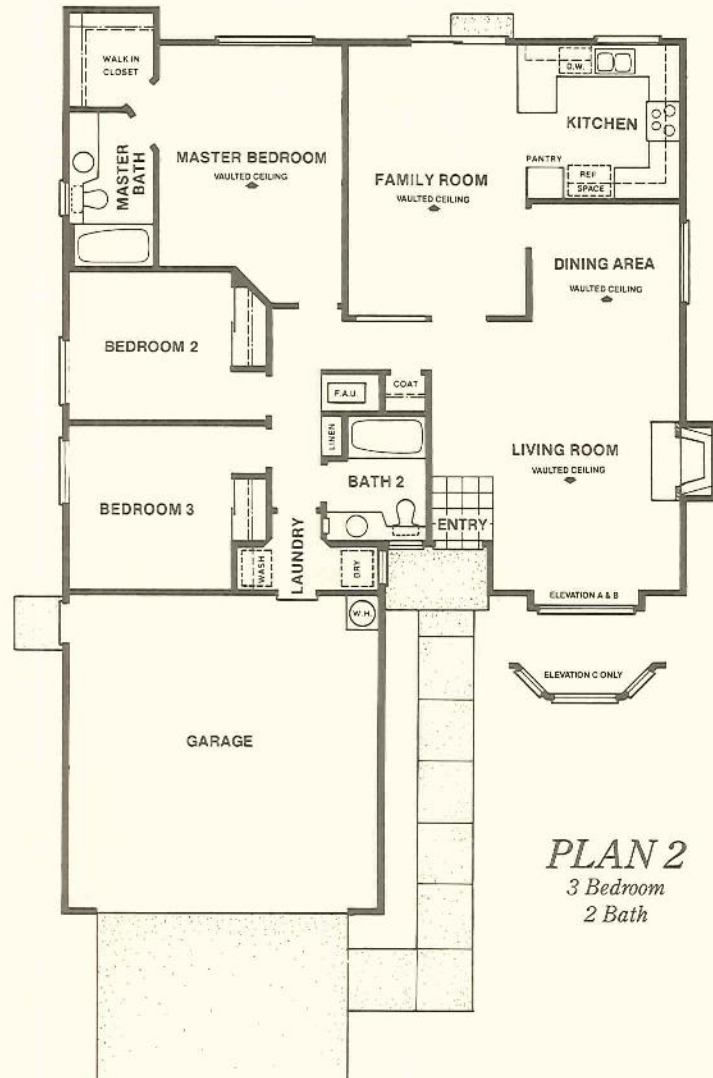 WALK IN
CLOSET
MASTER
BATH
MASTER BEDROOM
VAULTED CEILING
FAMILY ROOM
VAULTED CEILING
D.W.
KITCHEN
PANTRY
REF
SPACE
DINING AREA
VAULTED CEILING
BEDROOM 2
F.A.U.
COAT
LINEN
BATH 2
LIVING ROOM
VAULTED CEILING
BEDROOM 3
ENTRY
WASH
LAUNDRY
DRY
ELEVATION A & B
W.H.
ELEVATION C ONLY
GARAGE
PLAN 2
3 Bedroom
2 Bath